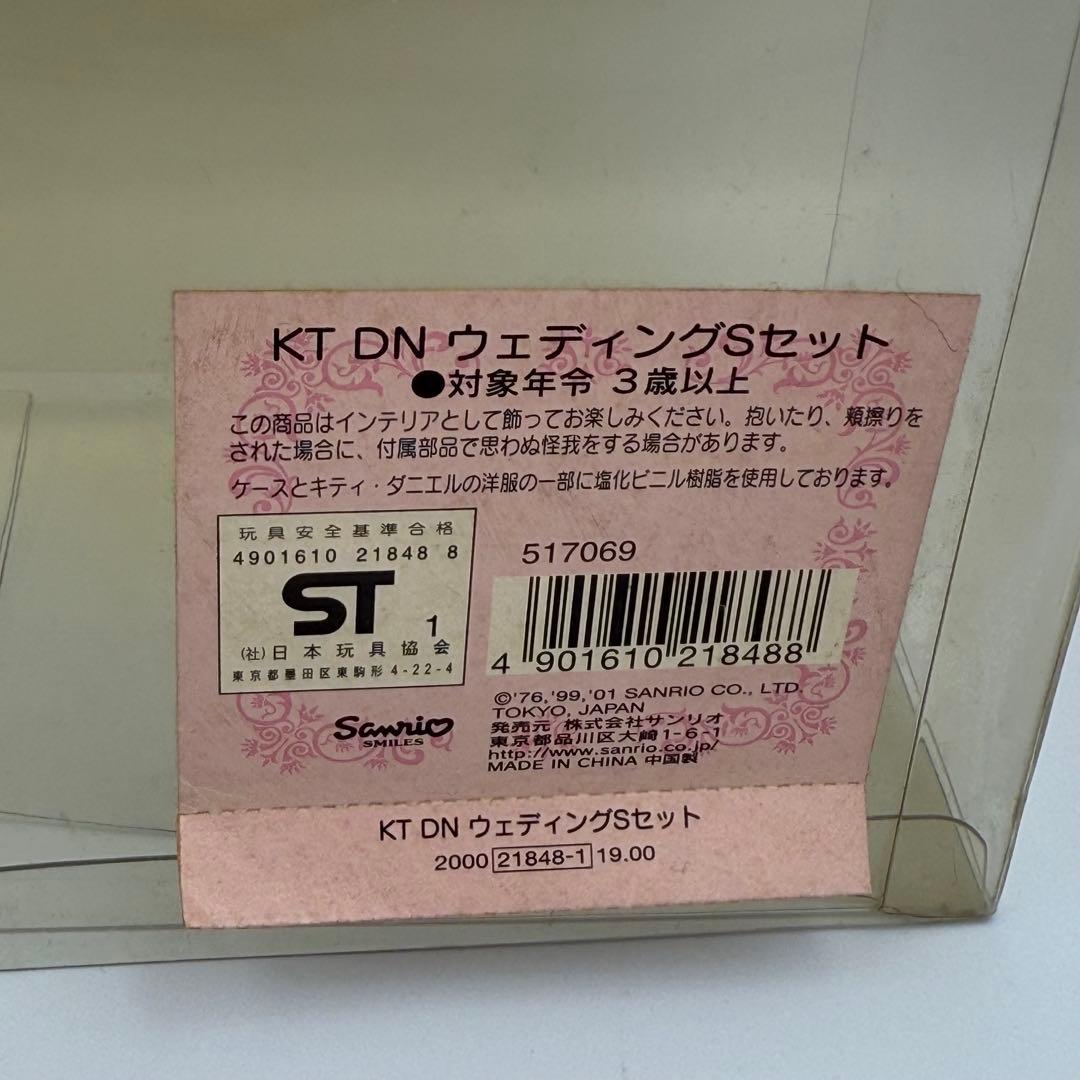 KT DN ウェディングSセット
●対象年令 3歳以上
この商品はインテリアとして飾ってお楽しみください。抱いたり、頬擦りを
された場合に、付属部品で思わぬ怪我をする場合があります。
ケースとキティ・ダニエルの洋服の一部に塩化ビニル樹脂を使用しております。
玩具安全基準合格
4901610 21848 8
ST 1
(社)日本玩具協会
東京都墨田区東駒形4-22-4
517069
4 901610 218488
©'76,'99,'01 SANRIO CO., LTD.
TOKYO, JAPAN
発売元 株式会社サンリオ
東京都品川区大崎1-6-1
http://www.sanrio.co.jp/
MADE IN CHINA 中国製
Sanrio
SMILES
KT DN ウェディングSセット
2000 21848-1 19.00